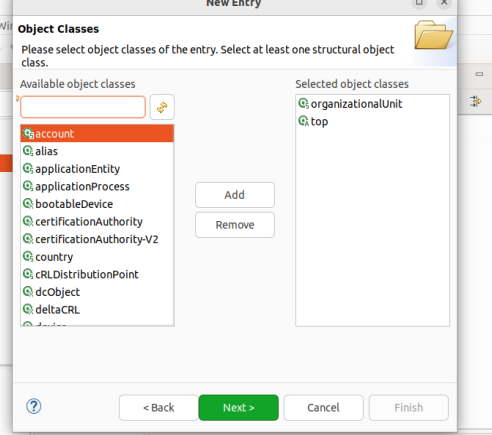 New Entry
Object Classes
Please select object classes of the entry. Select at least one structural object
class.
Available object classes
Selected object classes
account
alias
applicationEntity
applicationProcess
bootableDevice
certificationAuthority
certificationAuthority-V2
country
cRLDistributionPoint
dcObject
deltaCRL
device
organizationalUnit
top
Add
Remove
< Back
Next >
Cancel
Finish